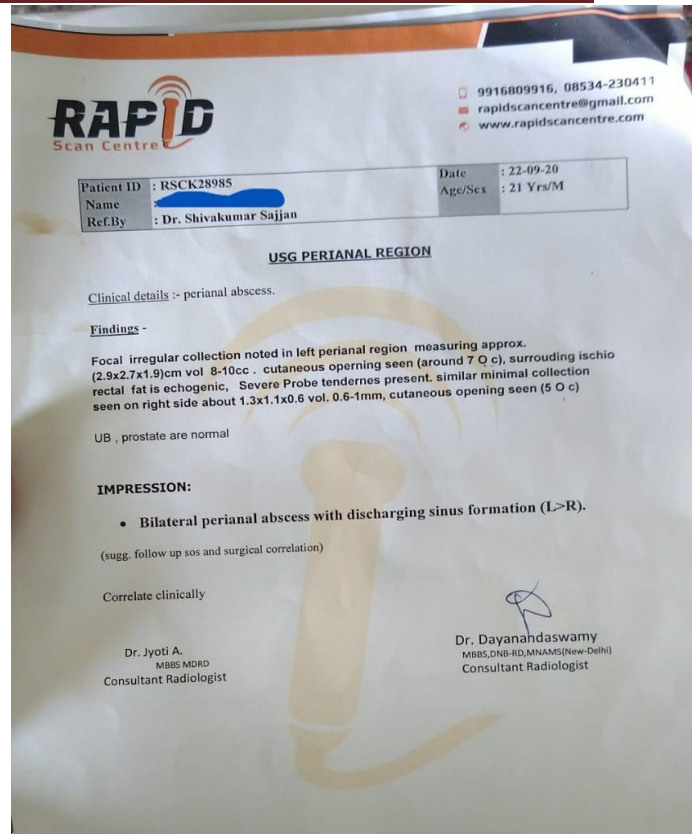 RAPID
Scan Centre
9916809916, 08534-230411
rapidscancentre@gmail.com
www.rapidscancentre.com
Patient ID : RSCK28985
Name :
Ref.By : Dr. Shivakumar Sajjan
Date : 22-09-20
Age/Sex : 21 Yrs/M
USG PERIANAL REGION
Clinical details :- perianal abscess.
Findings -
Focal irregular collection noted in left perianal region measuring approx.
(2.9x2.7x1.9)cm vol 8-10cc . cutaneous operning seen (around 7 O c), surrouding ischio
rectal fat is echogenic, Severe Probe tendernes present. similar minimal collection
seen on right side about 1.3x1.1x0.6 vol. 0.6-1mm, cutaneous opening seen (5 O c)
UB , prostate are normal
IMPRESSION:
• Bilateral perianal abscess with discharging sinus formation (L>R).
(sugg. follow up sos and surgical correlation)
Correlate clinically
Dr. Jyoti A.
MBBS MDRD
Consultant Radiologist
Dr. Dayanandaswamy
MBBS,DNB-RD,MNAMS(New-Delhi)
Consultant Radiologist